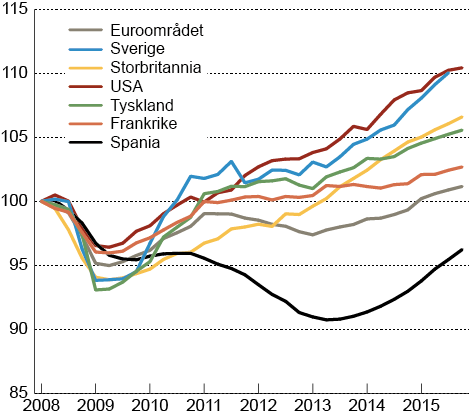 115
Euroområdet
Sverige
Storbritannia
USA
Tyskland
Frankrike
Spania
110
105
100
95
90
85
2008 2009 2010 2011 2012 2013 2014 2015